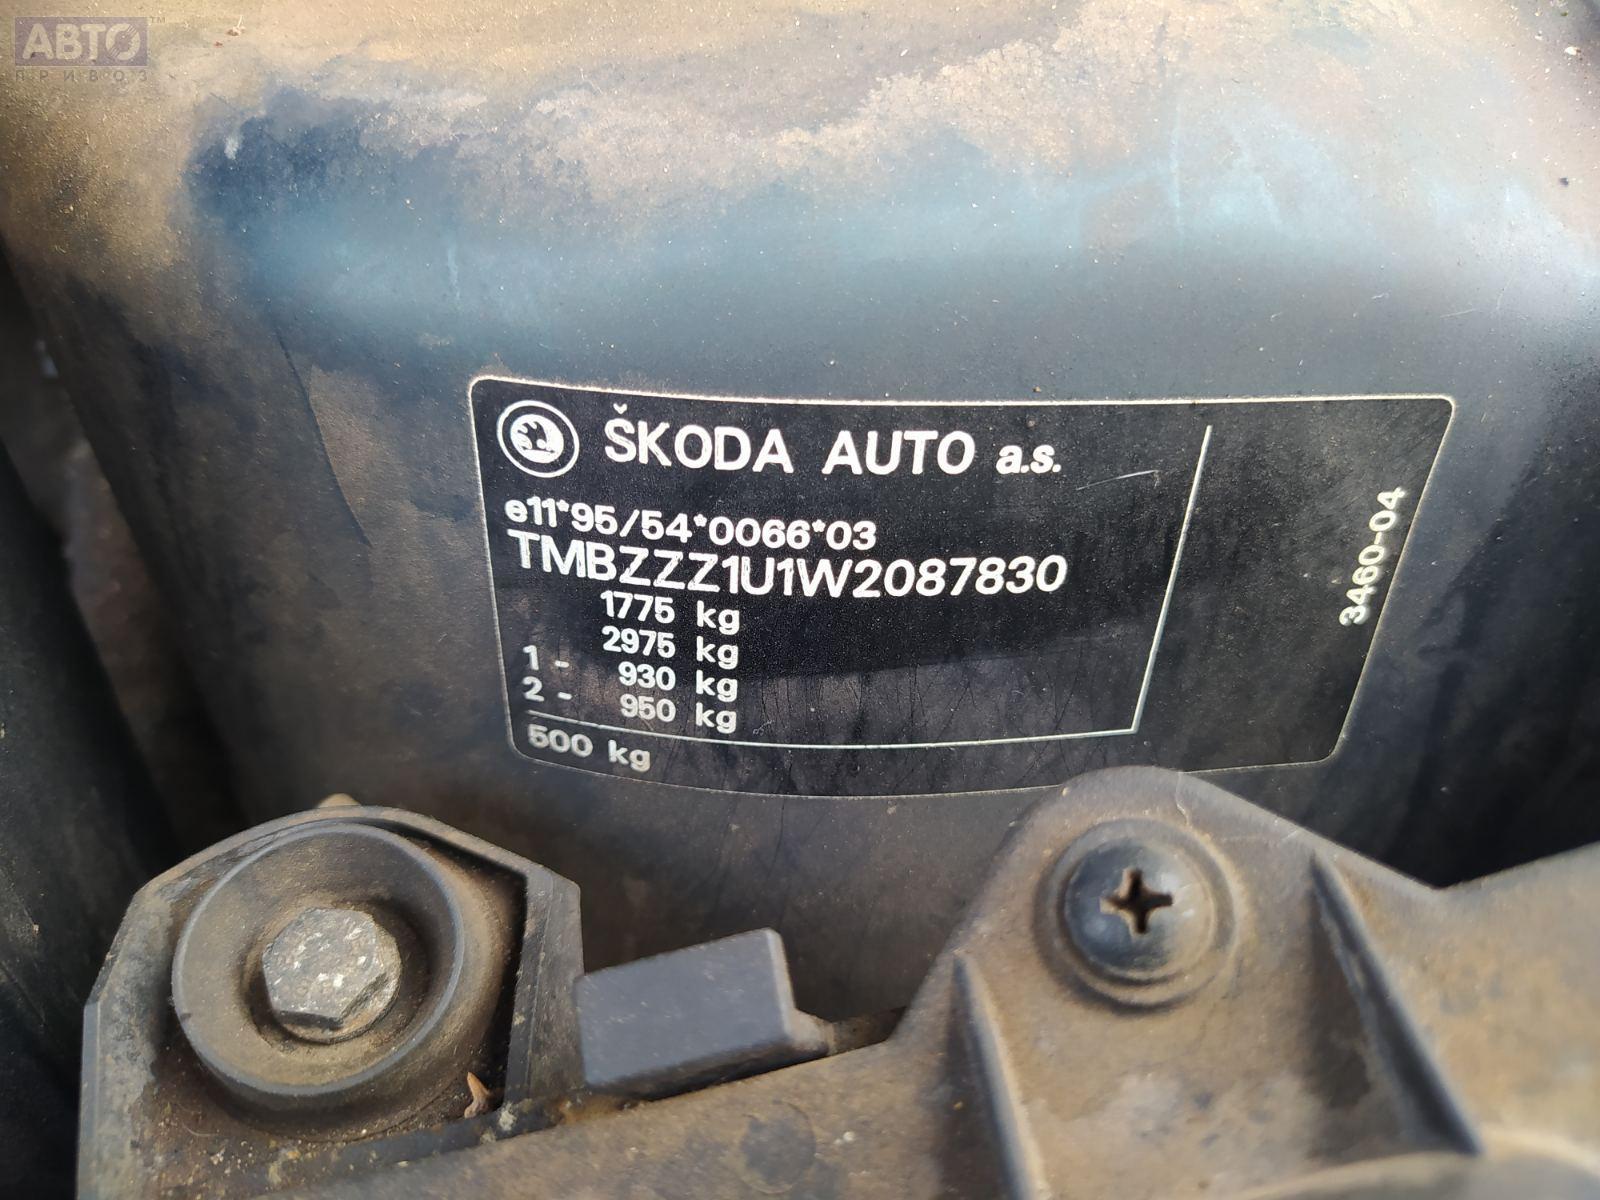 АВТО™
ПРИВОЗ
ŠKODA AUTO a.s.
e11*95/54*0066*03
TMBZZZ1U1W2087830
1775 kg
2975 kg
1 - 930 kg
2 - 950 kg
500 kg
3460-04